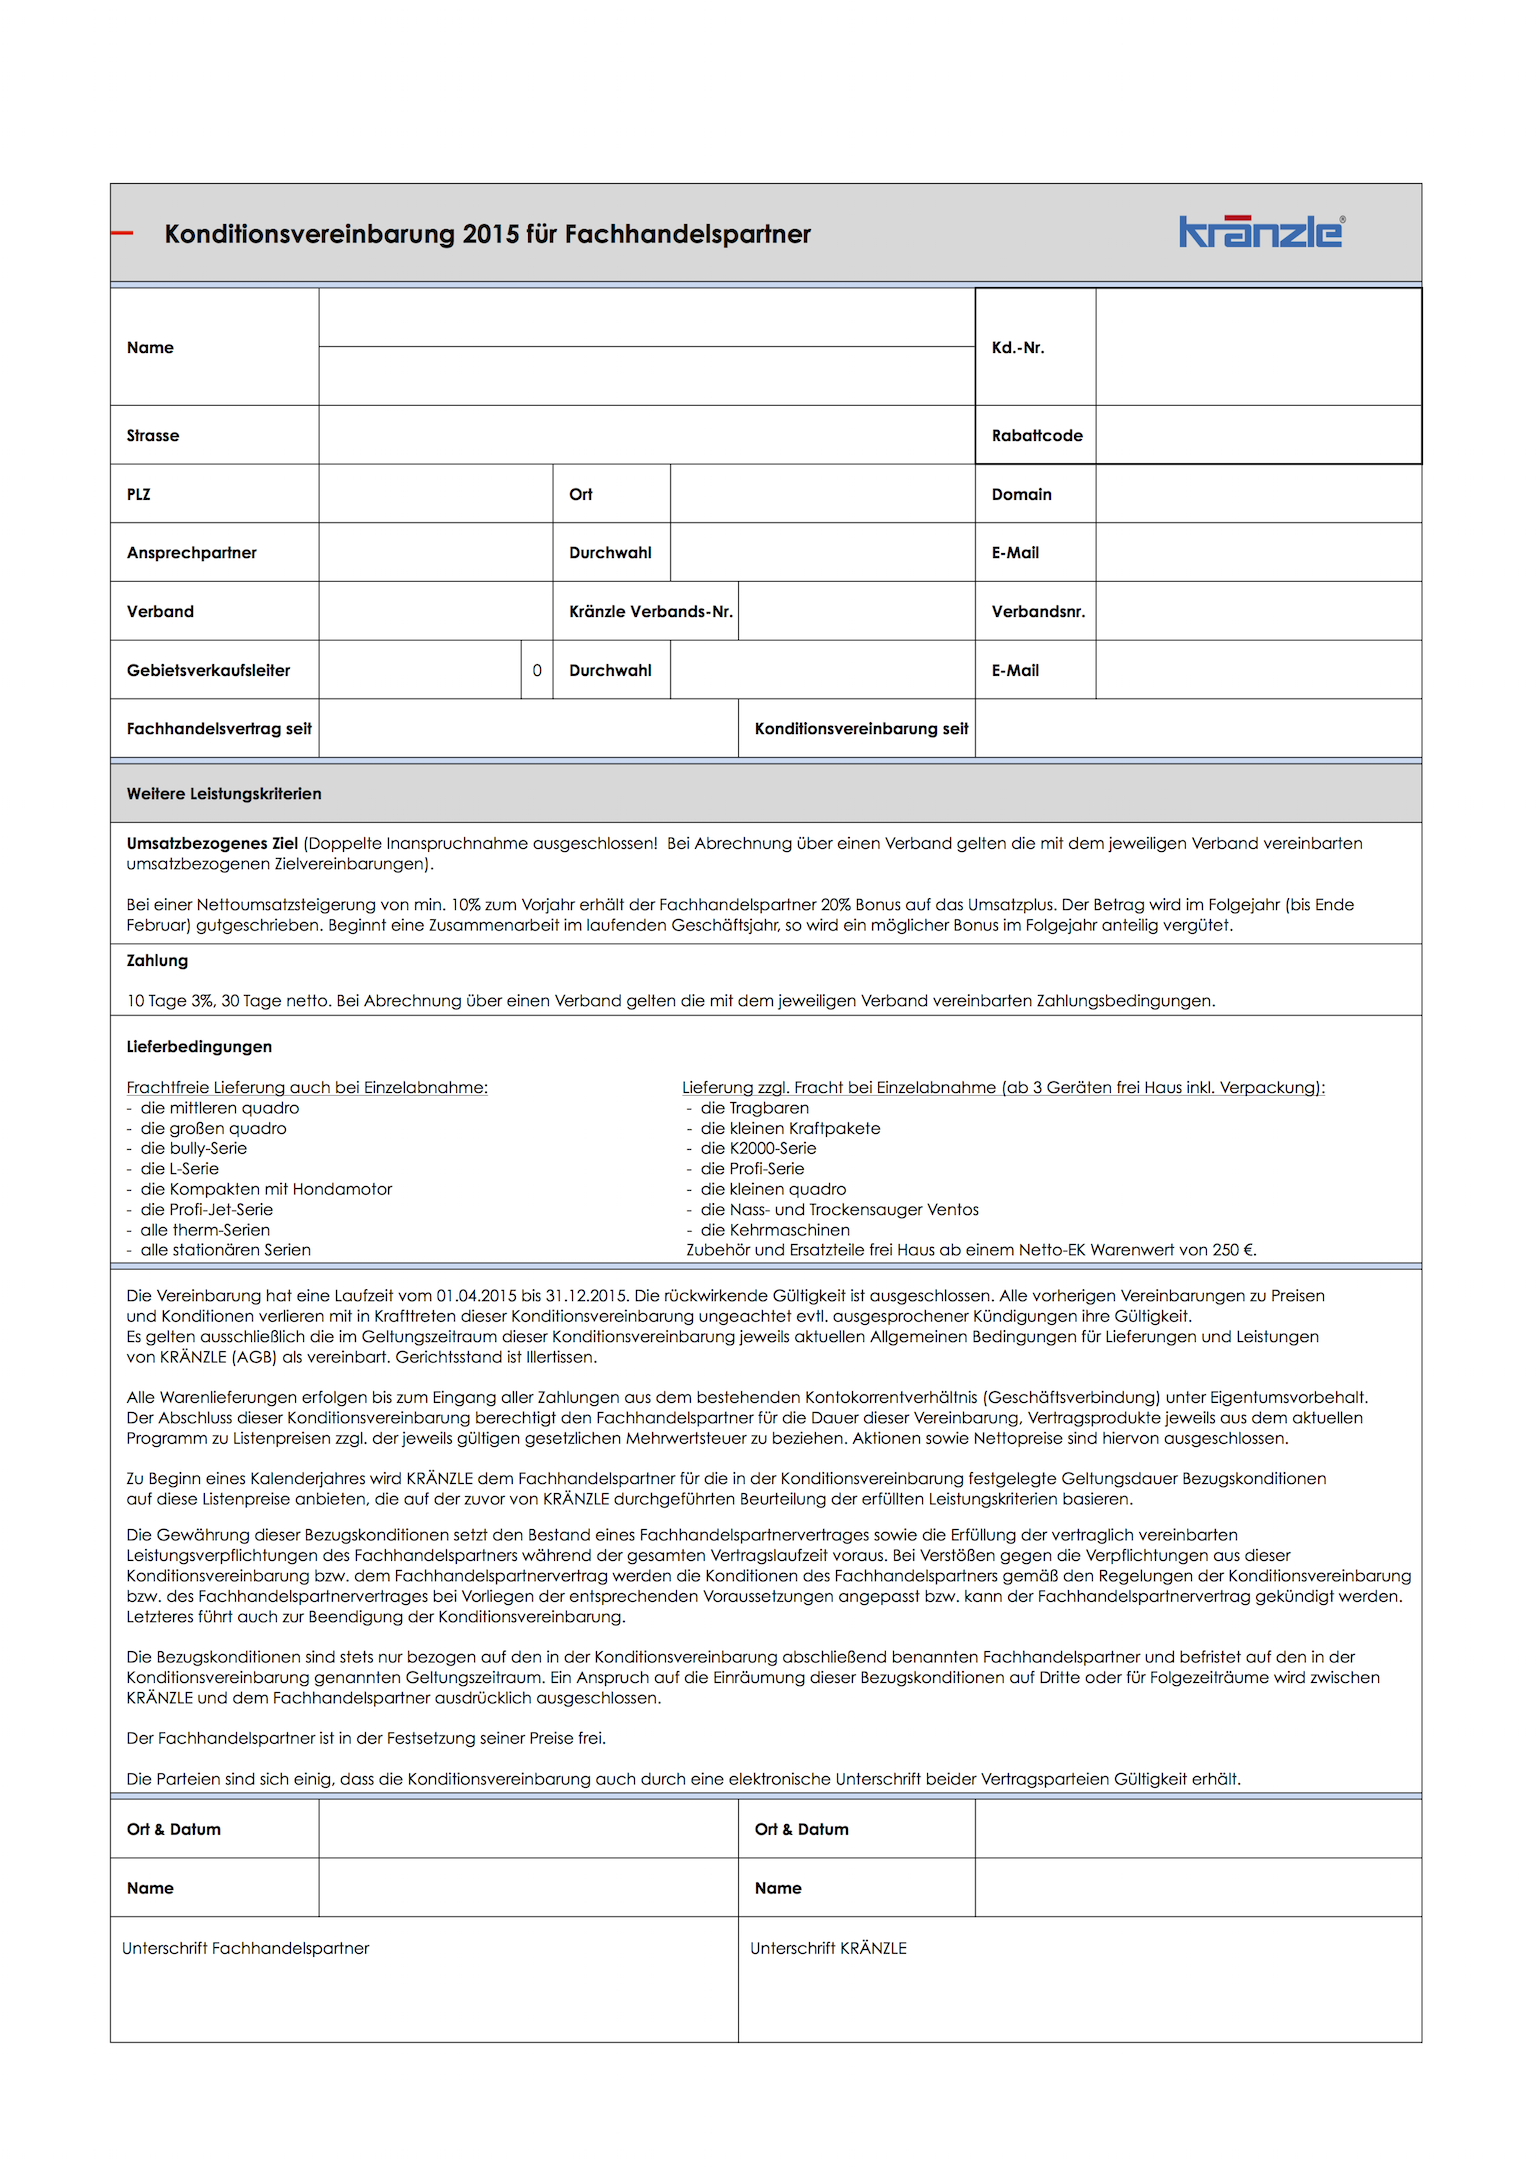 Konditionsvereinbarung 2015 für Fachhandelspartner
kränzle®
Name
Kd.-Nr.
Strasse
Rabattcode
PLZ
Ort
Domain
Ansprechpartner
Durchwahl
E-Mail
Verband
Kränzle Verbands-Nr.
Verbandsnr.
Gebietsverkaufsleiter
0
Durchwahl
E-Mail
Fachhandelsvertrag seit
Konditionsvereinbarung seit
Weitere Leistungskriterien
Umsatzbezogenes Ziel (Doppelte Inanspruchnahme ausgeschlossen!  Bei Abrechnung über einen Verband gelten die mit dem jeweiligen Verband vereinbarten
umsatzbezogenen Zielvereinbarungen).
Bei einer Nettoumsatzsteigerung von min. 10% zum Vorjahr erhält der Fachhandelspartner 20% Bonus auf das Umsatzplus. Der Betrag wird im Folgejahr (bis Ende
Februar) gutgeschrieben. Beginnt eine Zusammenarbeit im laufenden Geschäftsjahr, so wird ein möglicher Bonus im Folgejahr anteilig vergütet.
Zahlung
10 Tage 3%, 30 Tage netto. Bei Abrechnung über einen Verband gelten die mit dem jeweiligen Verband vereinbarten Zahlungsbedingungen.
Lieferbedingungen
Frachtfreie Lieferung auch bei Einzelabnahme:
- die mittleren quadro
- die großen quadro
- die bully-Serie
- die L-Serie
- die Kompakten mit Hondamotor
- die Profi-Jet-Serie
- alle therm-Serien
- alle stationären Serien
Lieferung zzgl. Fracht bei Einzelabnahme (ab 3 Geräten frei Haus inkl. Verpackung):
- die Tragbaren
- die kleinen Kraftpakete
- die K2000-Serie
- die Profi-Serie
- die kleinen quadro
- die Nass- und Trockensauger Ventos
- die Kehrmaschinen
Zubehör und Ersatzteile frei Haus ab einem Netto-EK Warenwert von 250 €.
Die Vereinbarung hat eine Laufzeit vom 01.04.2015 bis 31.12.2015. Die rückwirkende Gültigkeit ist ausgeschlossen. Alle vorherigen Vereinbarungen zu Preisen
und Konditionen verlieren mit in Krafttreten dieser Konditionsvereinbarung ungeachtet evtl. ausgesprochener Kündigungen ihre Gültigkeit.
Es gelten ausschließlich die im Geltungszeitraum dieser Konditionsvereinbarung jeweils aktuellen Allgemeinen Bedingungen für Lieferungen und Leistungen
von KRÄNZLE (AGB) als vereinbart. Gerichtsstand ist Illertissen.
Alle Warenlieferungen erfolgen bis zum Eingang aller Zahlungen aus dem bestehenden Kontokorrentverhältnis (Geschäftsverbindung) unter Eigentumsvorbehalt.
Der Abschluss dieser Konditionsvereinbarung berechtigt den Fachhandelspartner für die Dauer dieser Vereinbarung, Vertragsprodukte jeweils aus dem aktuellen
Programm zu Listenpreisen zzgl. der jeweils gültigen gesetzlichen Mehrwertsteuer zu beziehen. Aktionen sowie Nettopreise sind hiervon ausgeschlossen.
Zu Beginn eines Kalenderjahres wird KRÄNZLE dem Fachhandelspartner für die in der Konditionsvereinbarung festgelegte Geltungsdauer Bezugskonditionen
auf diese Listenpreise anbieten, die auf der zuvor von KRÄNZLE durchgeführten Beurteilung der erfüllten Leistungskriterien basieren.
Die Gewährung dieser Bezugskonditionen setzt den Bestand eines Fachhandelspartnervertrages sowie die Erfüllung der vertraglich vereinbarten
Leistungsverpflichtungen des Fachhandelspartners während der gesamten Vertragslaufzeit voraus. Bei Verstößen gegen die Verpflichtungen aus dieser
Konditionsvereinbarung bzw. dem Fachhandelspartnervertrag werden die Konditionen des Fachhandelspartners gemäß den Regelungen der Konditionsvereinbarung
bzw. des Fachhandelspartnervertrages bei Vorliegen der entsprechenden Voraussetzungen angepasst bzw. kann der Fachhandelspartnervertrag gekündigt werden.
Letzteres führt auch zur Beendigung der Konditionsvereinbarung.
Die Bezugskonditionen sind stets nur bezogen auf den in der Konditionsvereinbarung abschließend benannten Fachhandelspartner und befristet auf den in der
Konditionsvereinbarung genannten Geltungszeitraum. Ein Anspruch auf die Einräumung dieser Bezugskonditionen auf Dritte oder für Folgezeiträume wird zwischen
KRÄNZLE und dem Fachhandelspartner ausdrücklich ausgeschlossen.
Der Fachhandelspartner ist in der Festsetzung seiner Preise frei.
Die Parteien sind sich einig, dass die Konditionsvereinbarung auch durch eine elektronische Unterschrift beider Vertragsparteien Gültigkeit erhält.
Ort & Datum
Ort & Datum
Name
Name
Unterschrift Fachhandelspartner
Unterschrift KRÄNZLE